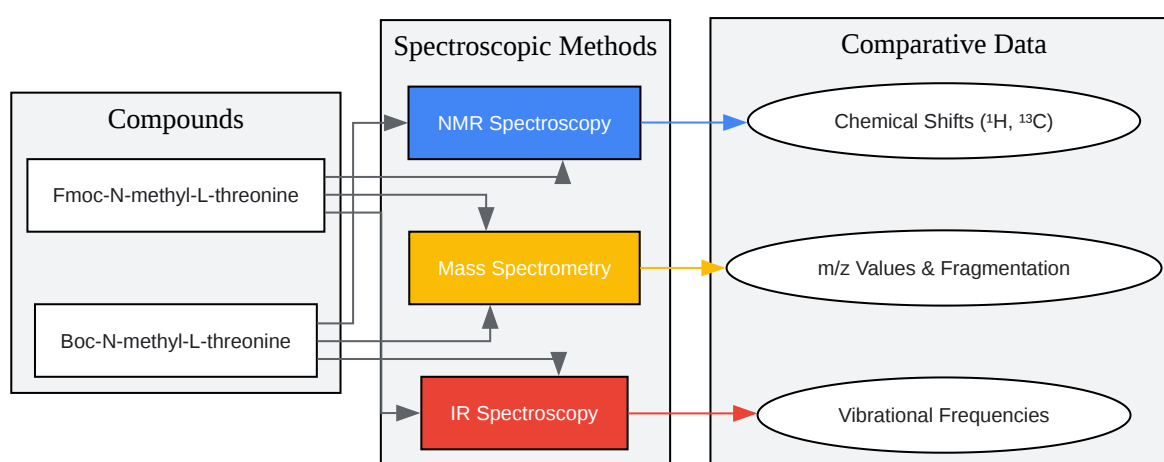 Compounds
Fmoc-N-methyl-L-threonine
Boc-N-methyl-L-threonine
Spectroscopic Methods
NMR Spectroscopy
Mass Spectrometry
IR Spectroscopy
Comparative Data
Chemical Shifts (¹H, ¹³C)
m/z Values & Fragmentation
Vibrational Frequencies